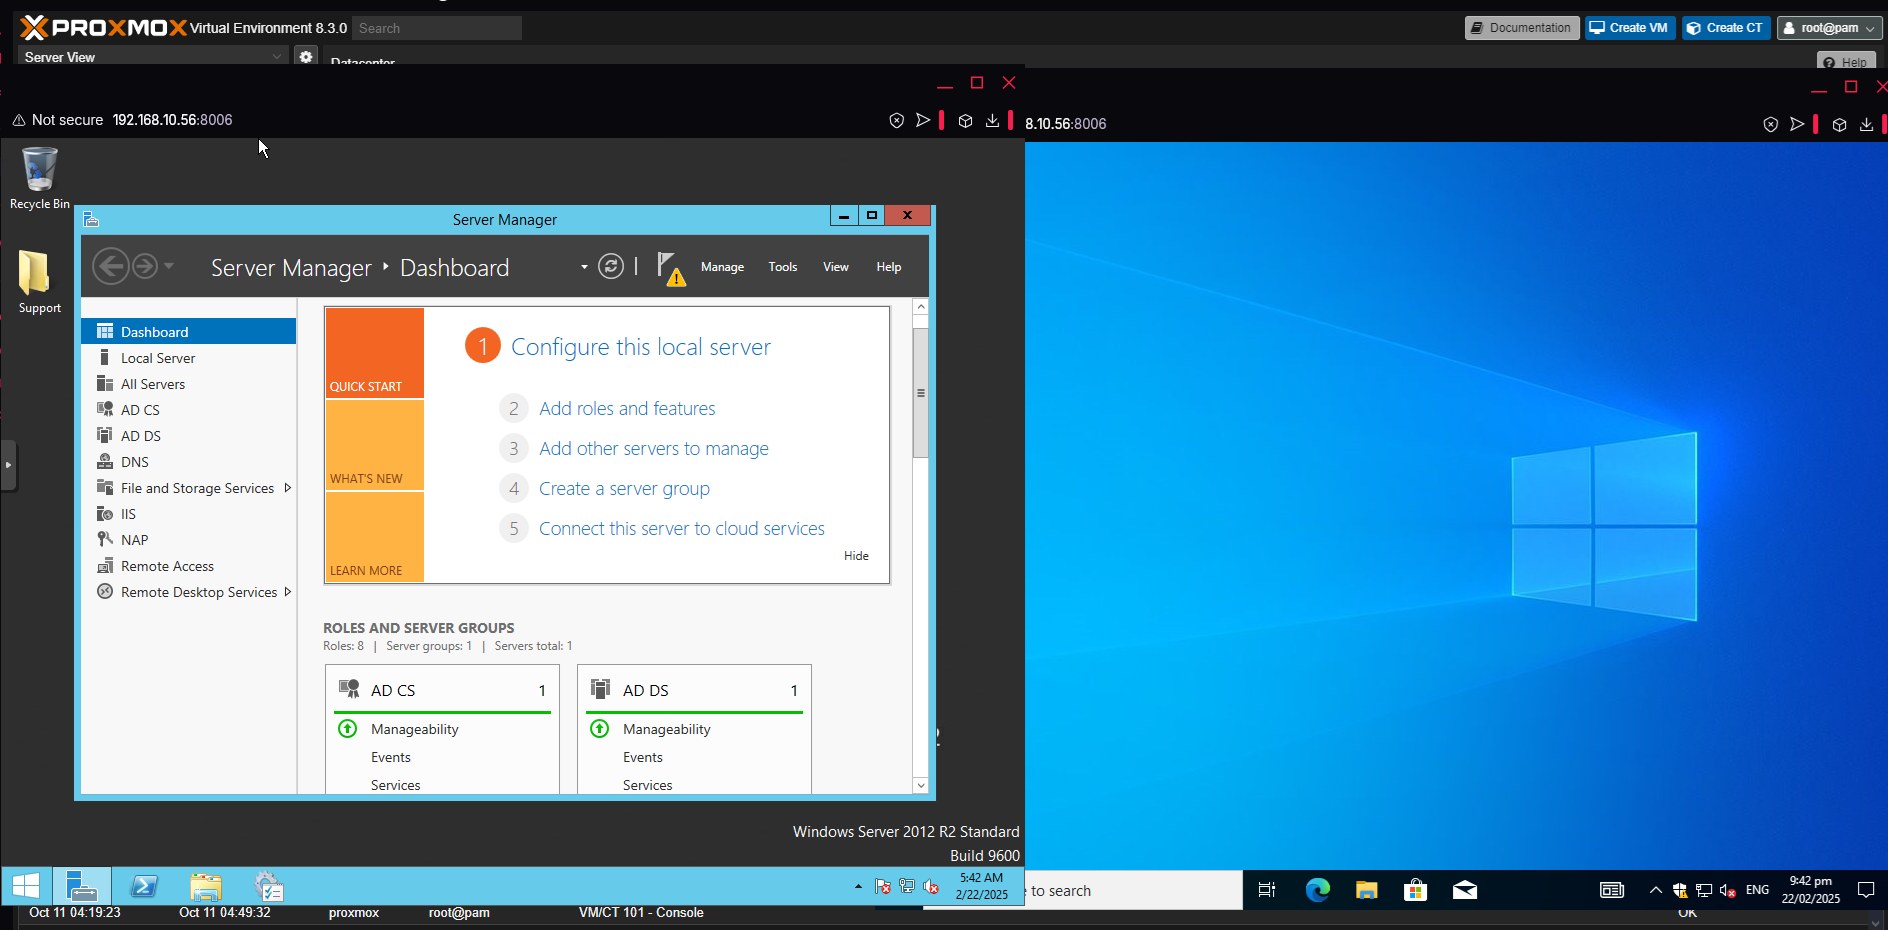 PROXMOX Virtual Environment 8.3.0 Search
Documentation Create VM Create CT root@pam
Server View
Datacenter
Help
Not secure 192.168.10.56:8006
8.10.56:8006
Recycle Bin
Support
Server Manager
Server Manager Dashboard
Manage Tools View Help
Dashboard
Local Server
All Servers
AD CS
AD DS
DNS
File and Storage Services
IIS
NAP
Remote Access
Remote Desktop Services
QUICK START
WHAT'S NEW
LEARN MORE
1 Configure this local server
2 Add roles and features
3 Add other servers to manage
4 Create a server group
5 Connect this server to cloud services
Hide
ROLES AND SERVER GROUPS
Roles: 8 | Server groups: 1 | Servers total: 1
AD CS 1
Manageability
Events
Services
AD DS 1
Manageability
Events
Services
Windows Server 2012 R2 Standard
Build 9600
5:42 AM
2/22/2025
to search
ENG
9:42 pm
22/02/2025
Oct 11 04:19:23 Oct 11 04:49:32 proxmox root@pam VM/CT 101 - Console OK